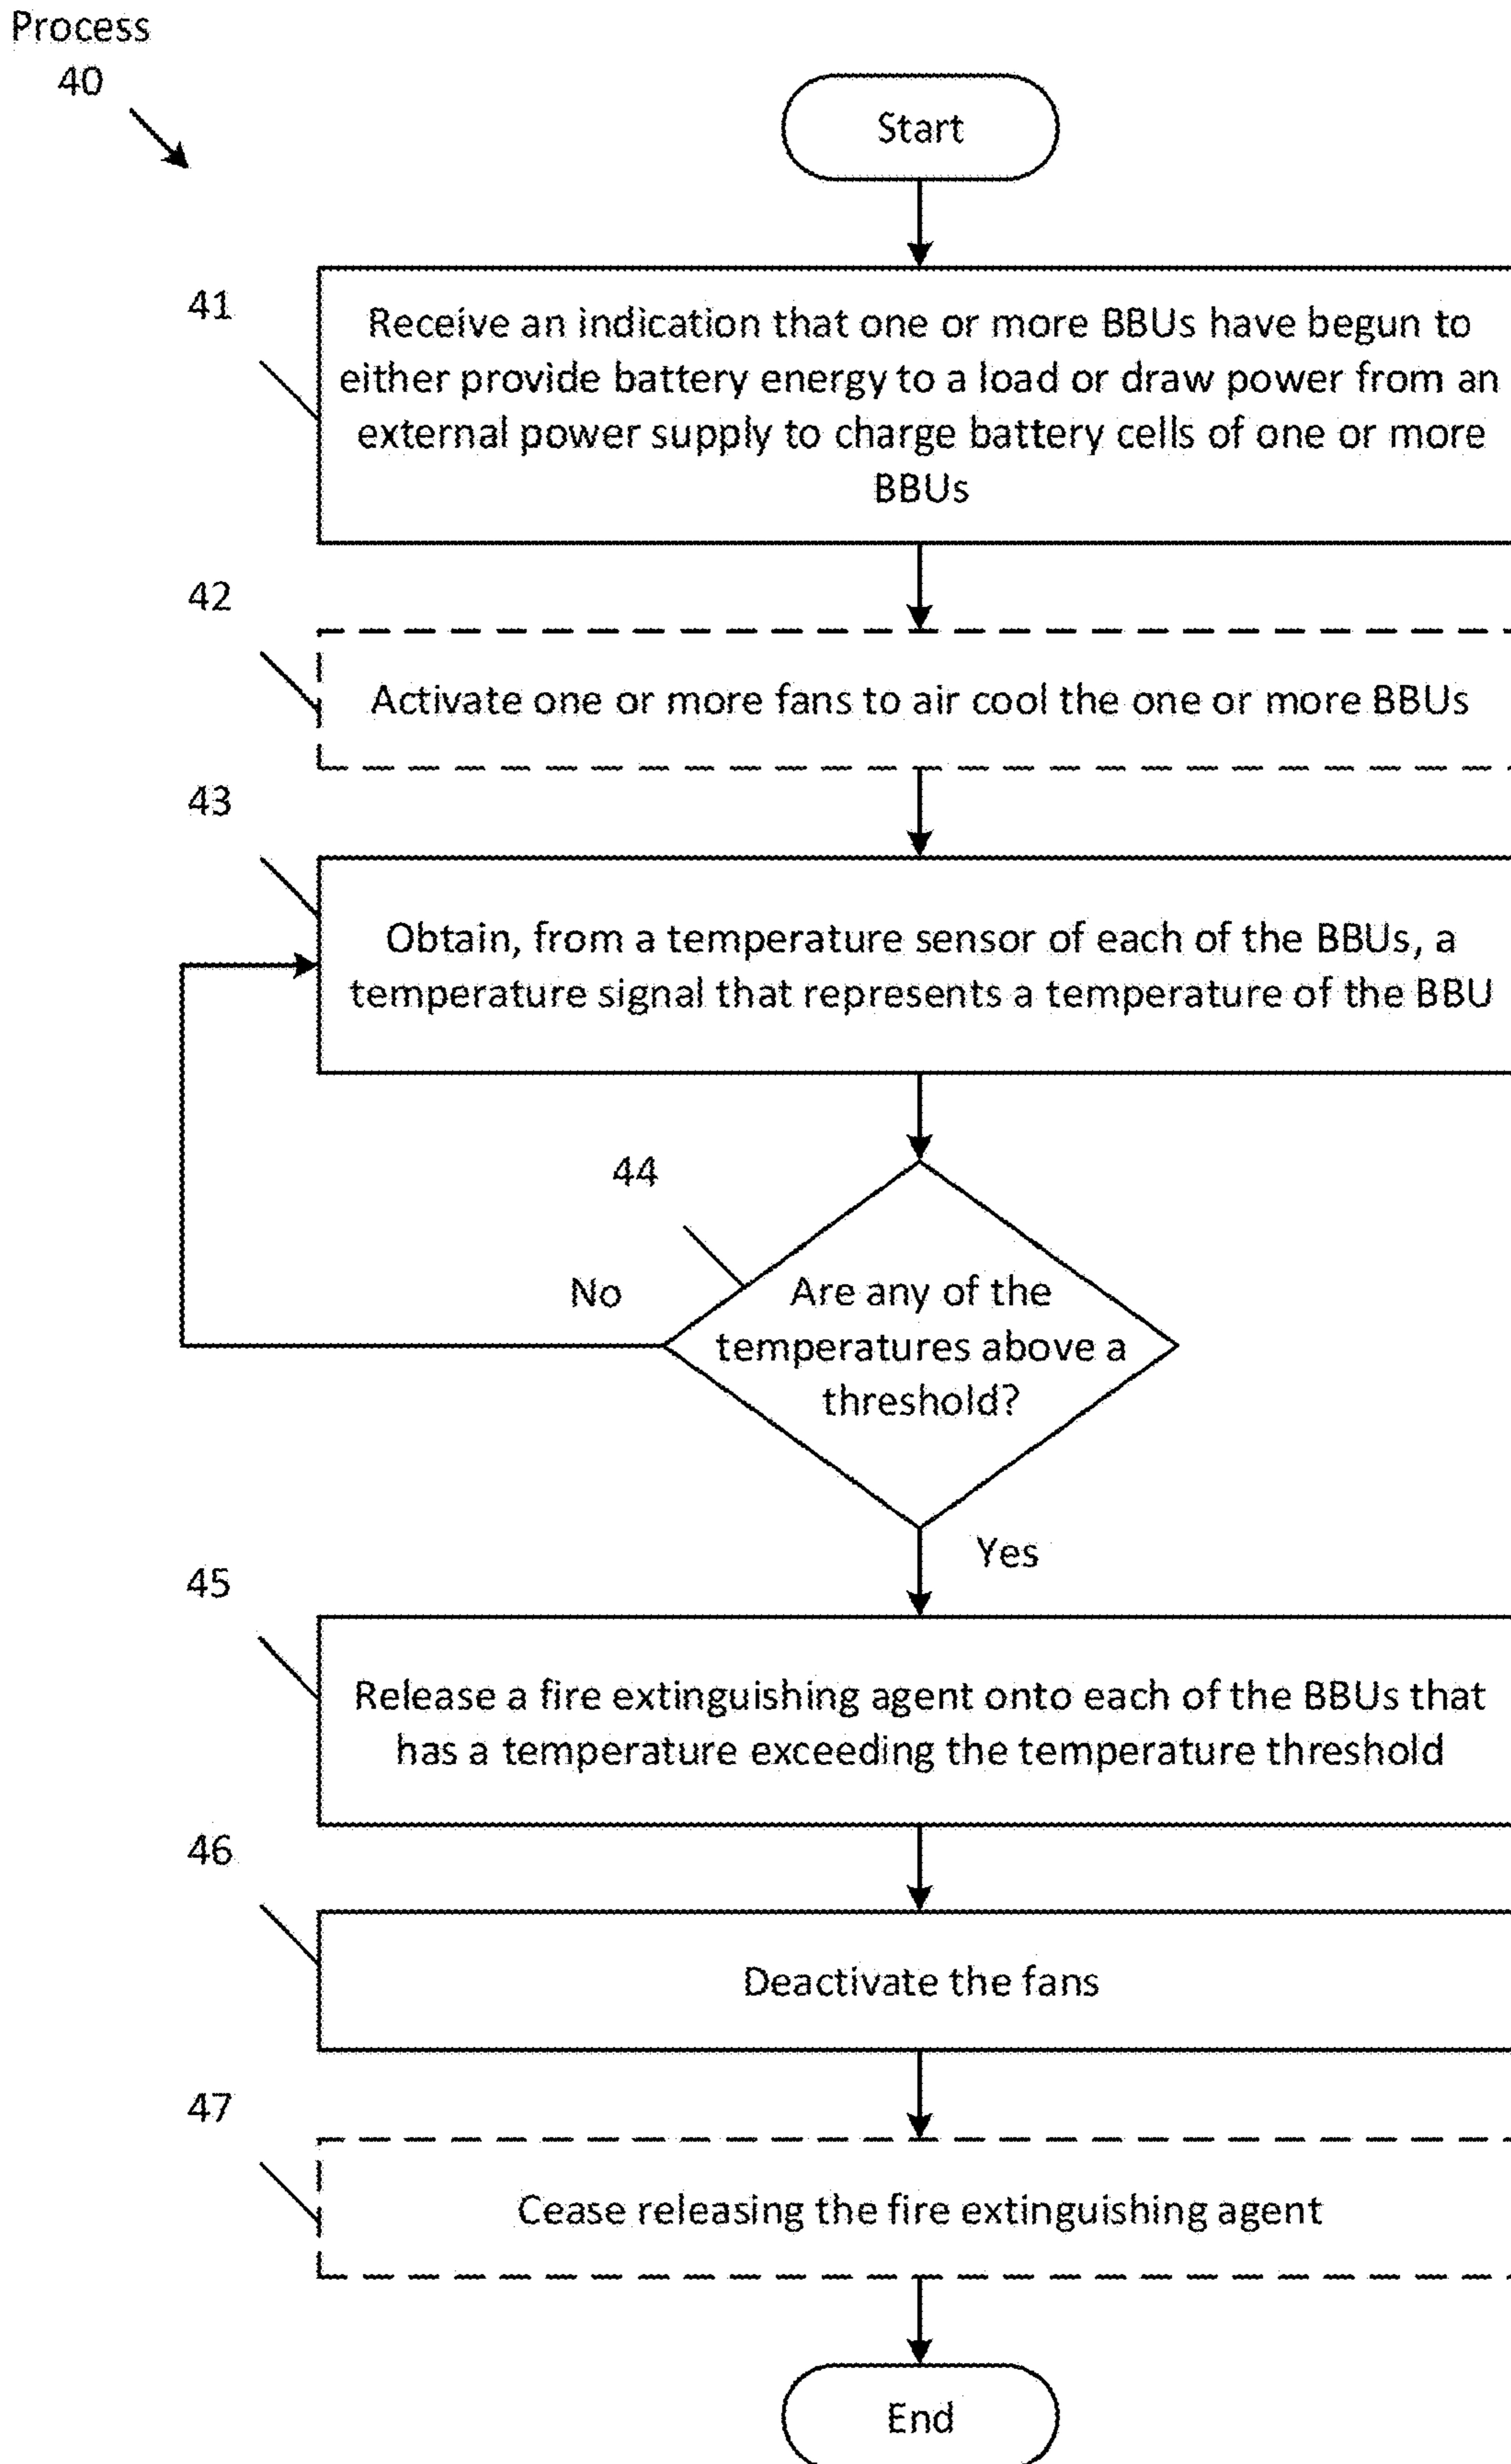 Process
40
Start
41
Receive an indication that one or more BBUs have begun to
either provide battery energy to a load or draw power from an
external power supply to charge battery cells of one or more
BBUs
42
Activate one or more fans to air cool the one or more BBUs
43
Obtain, from a temperature sensor of each of the BBUs, a
temperature signal that represents a temperature of the BBU
44
No
Are any of the
temperatures above a
threshold?
Yes
45
Release a fire extinguishing agent onto each of the BBUs that
has a temperature exceeding the temperature threshold
46
Deactivate the fans
47
Cease releasing the fire extinguishing agent
End